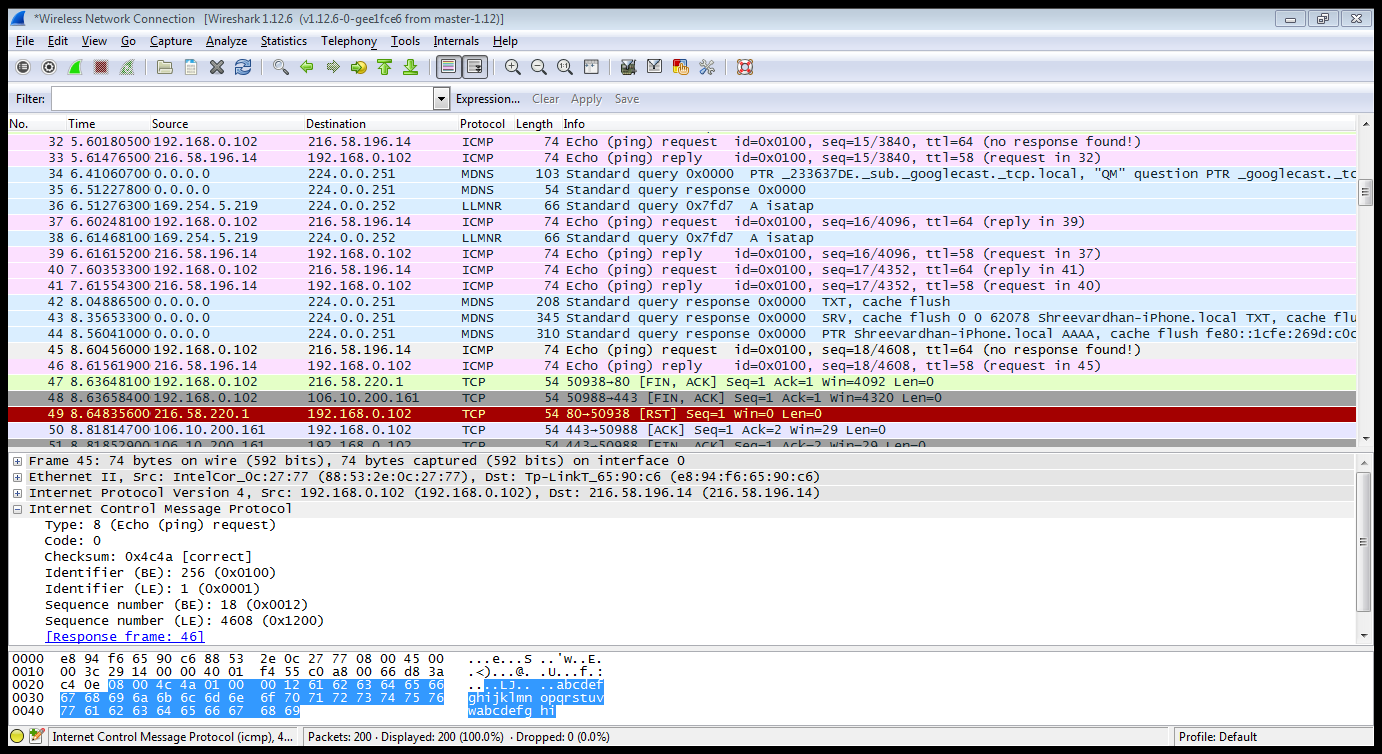 *Wireless Network Connection [Wireshark 1.12.6 (v1.12.6-0-gee1fce6 from master-1.12)]
File Edit View Go Capture Analyze Statistics Telephony Tools Internals Help
Filter: Expression... Clear Apply Save
No. Time Source Destination Protocol Length Info
32 5.60180500 192.168.0.102 216.58.196.14 ICMP 74 Echo (ping) request id=0x0100, seq=15/3840, ttl=64 (no response found!)
33 5.61476500 216.58.196.14 192.168.0.102 ICMP 74 Echo (ping) reply id=0x0100, seq=15/3840, ttl=58 (request in 32)
34 6.41060700 0.0.0.0 224.0.0.251 MDNS 103 Standard query 0x0000 PTR _233637DE._sub._googlecast._tcp.local, "QM" question PTR _googlecast._tc
35 6.51227800 0.0.0.0 224.0.0.251 MDNS 54 Standard query response 0x0000
36 6.51276300 169.254.5.219 224.0.0.252 LLMNR 66 Standard query 0x7fd7 A isatap
37 6.60248100 192.168.0.102 216.58.196.14 ICMP 74 Echo (ping) request id=0x0100, seq=16/4096, ttl=64 (reply in 39)
38 6.61468100 169.254.5.219 224.0.0.252 LLMNR 66 Standard query 0x7fd7 A isatap
39 6.61615200 216.58.196.14 192.168.0.102 ICMP 74 Echo (ping) reply id=0x0100, seq=16/4096, ttl=58 (request in 37)
40 7.60353300 192.168.0.102 216.58.196.14 ICMP 74 Echo (ping) request id=0x0100, seq=17/4352, ttl=64 (reply in 41)
41 7.61554300 216.58.196.14 192.168.0.102 ICMP 74 Echo (ping) reply id=0x0100, seq=17/4352, ttl=58 (request in 40)
42 8.04886500 0.0.0.0 224.0.0.251 MDNS 208 Standard query response 0x0000 TXT, cache flush
43 8.35653300 0.0.0.0 224.0.0.251 MDNS 345 Standard query response 0x0000 SRV, cache flush 0 0 62078 Shreevardhan-iPhone.local TXT, cache flu
44 8.56041000 0.0.0.0 224.0.0.251 MDNS 310 Standard query response 0x0000 PTR Shreevardhan-iPhone.local AAAA, cache flush fe80::1cfe:269d:c0c
45 8.60456000 192.168.0.102 216.58.196.14 ICMP 74 Echo (ping) request id=0x0100, seq=18/4608, ttl=64 (no response found!)
46 8.61561900 216.58.196.14 192.168.0.102 ICMP 74 Echo (ping) reply id=0x0100, seq=18/4608, ttl=58 (request in 45)
47 8.63648100 192.168.0.102 216.58.220.1 TCP 54 50938→80 [FIN, ACK] Seq=1 Ack=1 Win=4092 Len=0
48 8.63658400 192.168.0.102 106.10.200.161 TCP 54 50988→443 [FIN, ACK] Seq=1 Ack=1 Win=4320 Len=0
49 8.64835600 216.58.220.1 192.168.0.102 TCP 54 80→50938 [RST] Seq=1 Win=0 Len=0
50 8.81814700 106.10.200.161 192.168.0.102 TCP 54 443→50988 [ACK] Seq=1 Ack=2 Win=29 Len=0
51 8.81852900 106.10.200.161 192.168.0.102 TCP 54 443→50988 [FIN, ACK] Seq=1 Ack=2 Win=29 Len=0
Frame 45: 74 bytes on wire (592 bits), 74 bytes captured (592 bits) on interface 0
Ethernet II, Src: IntelCor_0c:27:77 (88:53:2e:0c:27:77), Dst: Tp-LinkT_65:90:c6 (e8:94:f6:65:90:c6)
Internet Protocol Version 4, Src: 192.168.0.102 (192.168.0.102), Dst: 216.58.196.14 (216.58.196.14)
Internet Control Message Protocol
Type: 8 (Echo (ping) request)
Code: 0
Checksum: 0x4c4a [correct]
Identifier (BE): 256 (0x0100)
Identifier (LE): 1 (0x0001)
Sequence number (BE): 18 (0x0012)
Sequence number (LE): 4608 (0x1200)
[Response frame: 46]
0000 e8 94 f6 65 90 c6 88 53 2e 0c 27 77 08 00 45 00 ...e...S ..'w..E.
0010 00 3c 29 14 00 00 40 01 f4 55 c0 a8 00 66 d8 3a .<)...@. .U...f.:
0020 c4 0e 08 00 4c 4a 01 00 00 12 61 62 63 64 65 66 ....LJ.. ..abcdef
0030 67 68 69 6a 6b 6c 6d 6e 6f 70 71 72 73 74 75 76 ghijklmn opqrstuv
0040 77 61 62 63 64 65 66 67 68 69 wabcdefg hi
Internet Control Message Protocol (icmp), 4... Packets: 200 · Displayed: 200 (100.0%) · Dropped: 0 (0.0%) Profile: Default